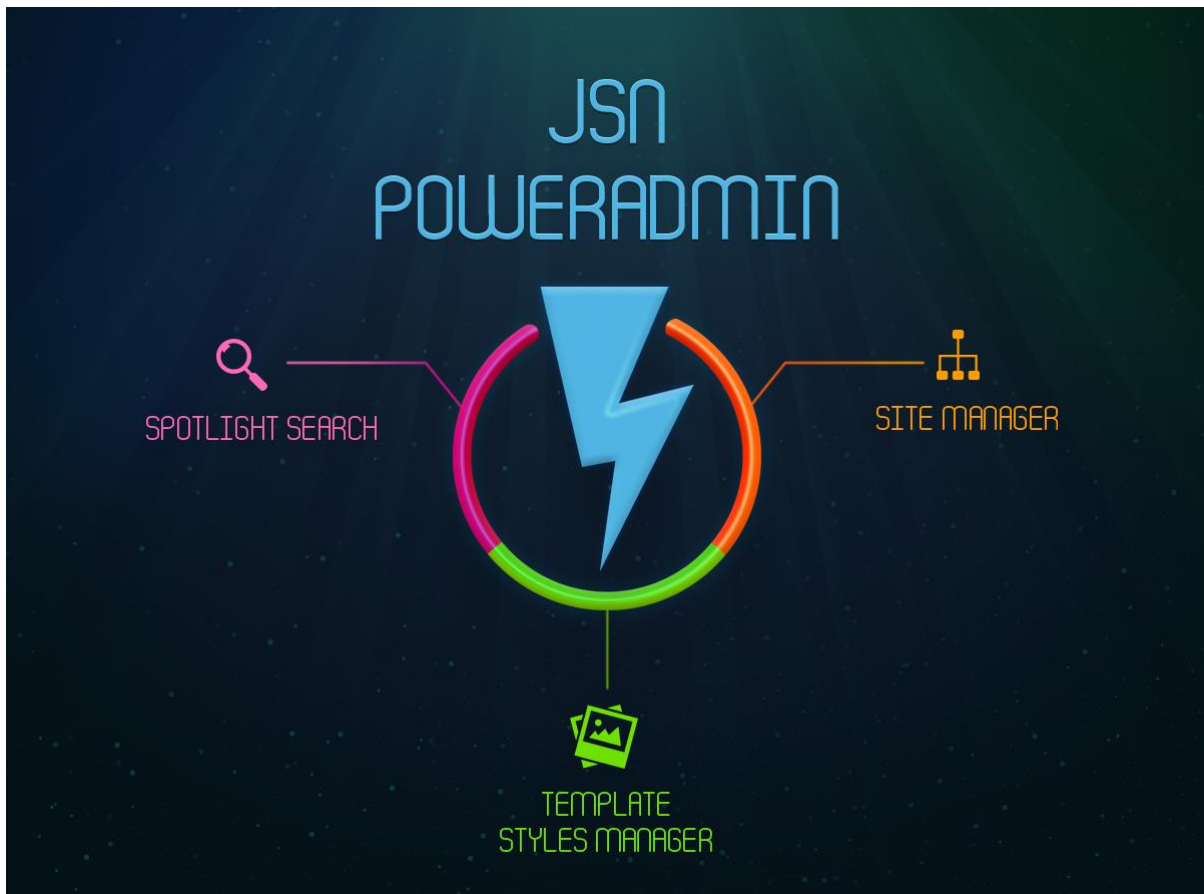 JSN
POWERADMIN
SPOTLIGHT SEARCH
SITE MANAGER
TEMPLATE
STYLES MANAGER